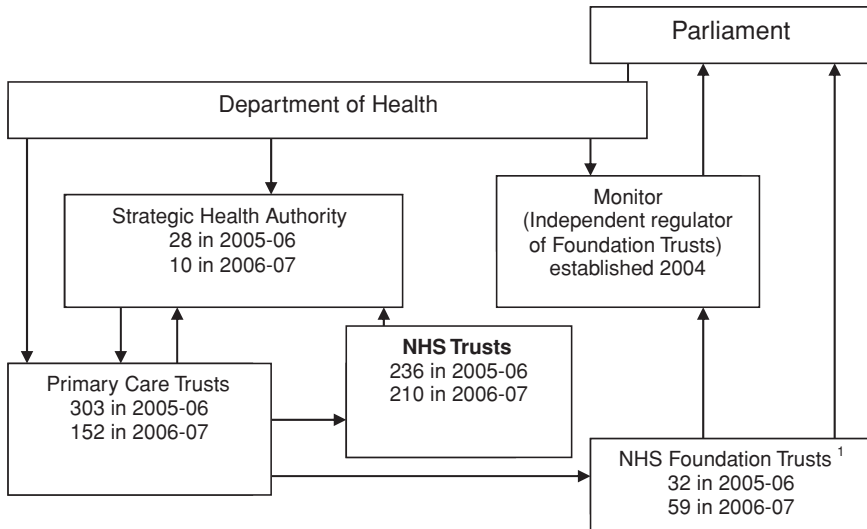 Parliament
Department of Health
Strategic Health Authority
28 in 2005-06
10 in 2006-07
Monitor
(Independent regulator
of Foundation Trusts)
established 2004
NHS Trusts
236 in 2005-06
210 in 2006-07
Primary Care Trusts
303 in 2005-06
152 in 2006-07
NHS Foundation Trusts 1
32 in 2005-06
59 in 2006-07